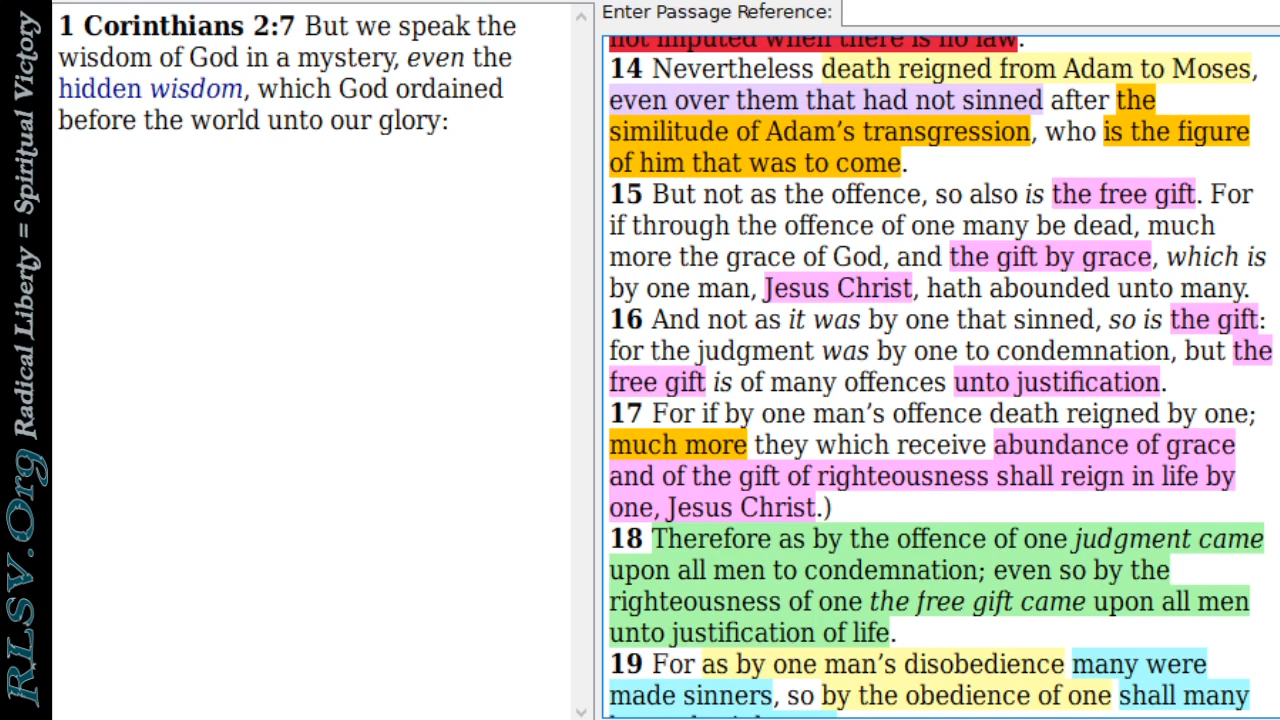 RLSV.Org Radical Liberty = Spiritual Victory
1 Corinthians 2:7 But we speak the
wisdom of God in a mystery, even the
hidden wisdom, which God ordained
before the world unto our glory:
Enter Passage Reference:
not imputed when there is no law.
14 Nevertheless death reigned from Adam to Moses,
even over them that had not sinned after the
similitude of Adam’s transgression, who is the figure
of him that was to come.
15 But not as the offence, so also is the free gift. For
if through the offence of one many be dead, much
more the grace of God, and the gift by grace, which is
by one man, Jesus Christ, hath abounded unto many.
16 And not as it was by one that sinned, so is the gift:
for the judgment was by one to condemnation, but the
free gift is of many offences unto justification.
17 For if by one man’s offence death reigned by one;
much more they which receive abundance of grace
and of the gift of righteousness shall reign in life by
one, Jesus Christ.)
18 Therefore as by the offence of one judgment came
upon all men to condemnation; even so by the
righteousness of one the free gift came upon all men
unto justification of life.
19 For as by one man’s disobedience many were
made sinners, so by the obedience of one shall many